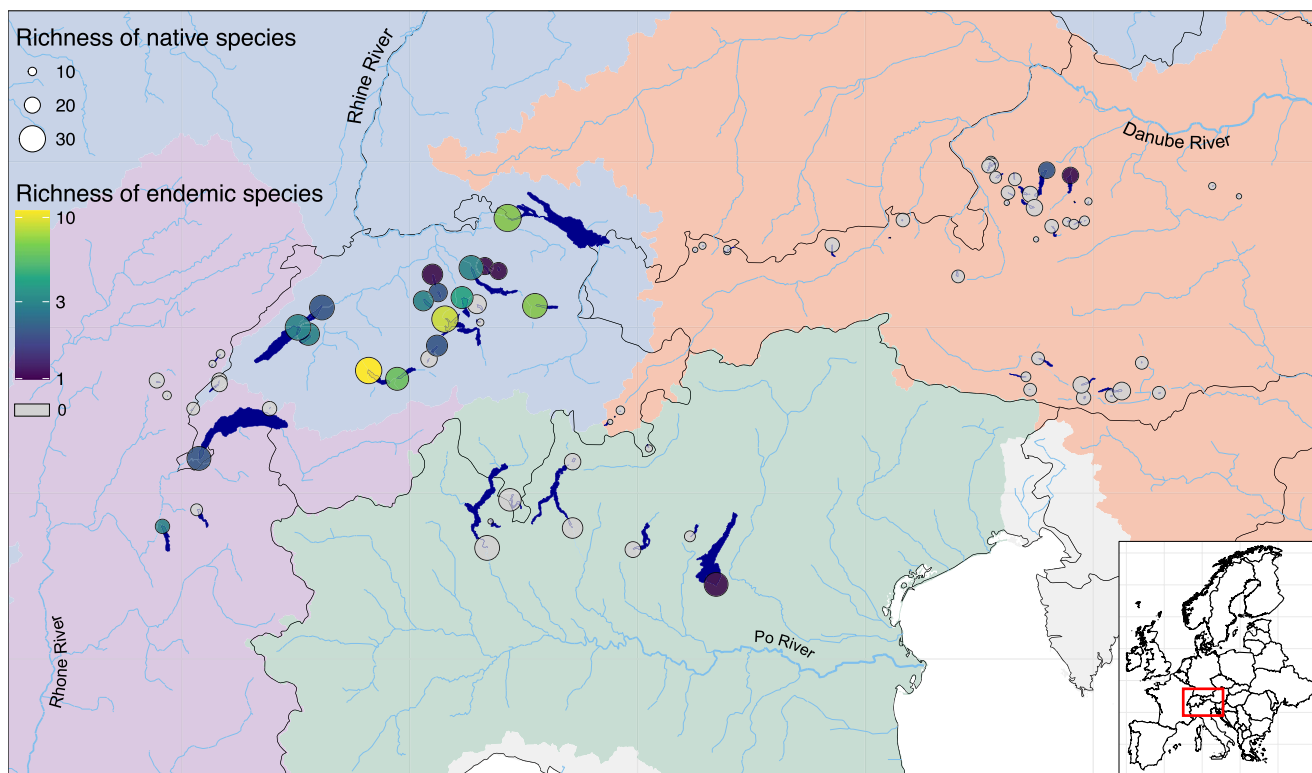 Richness of native species
10
20
30
Richness of endemic species
10
3
1
0
Rhine River
Danube River
Rhone River
Po River